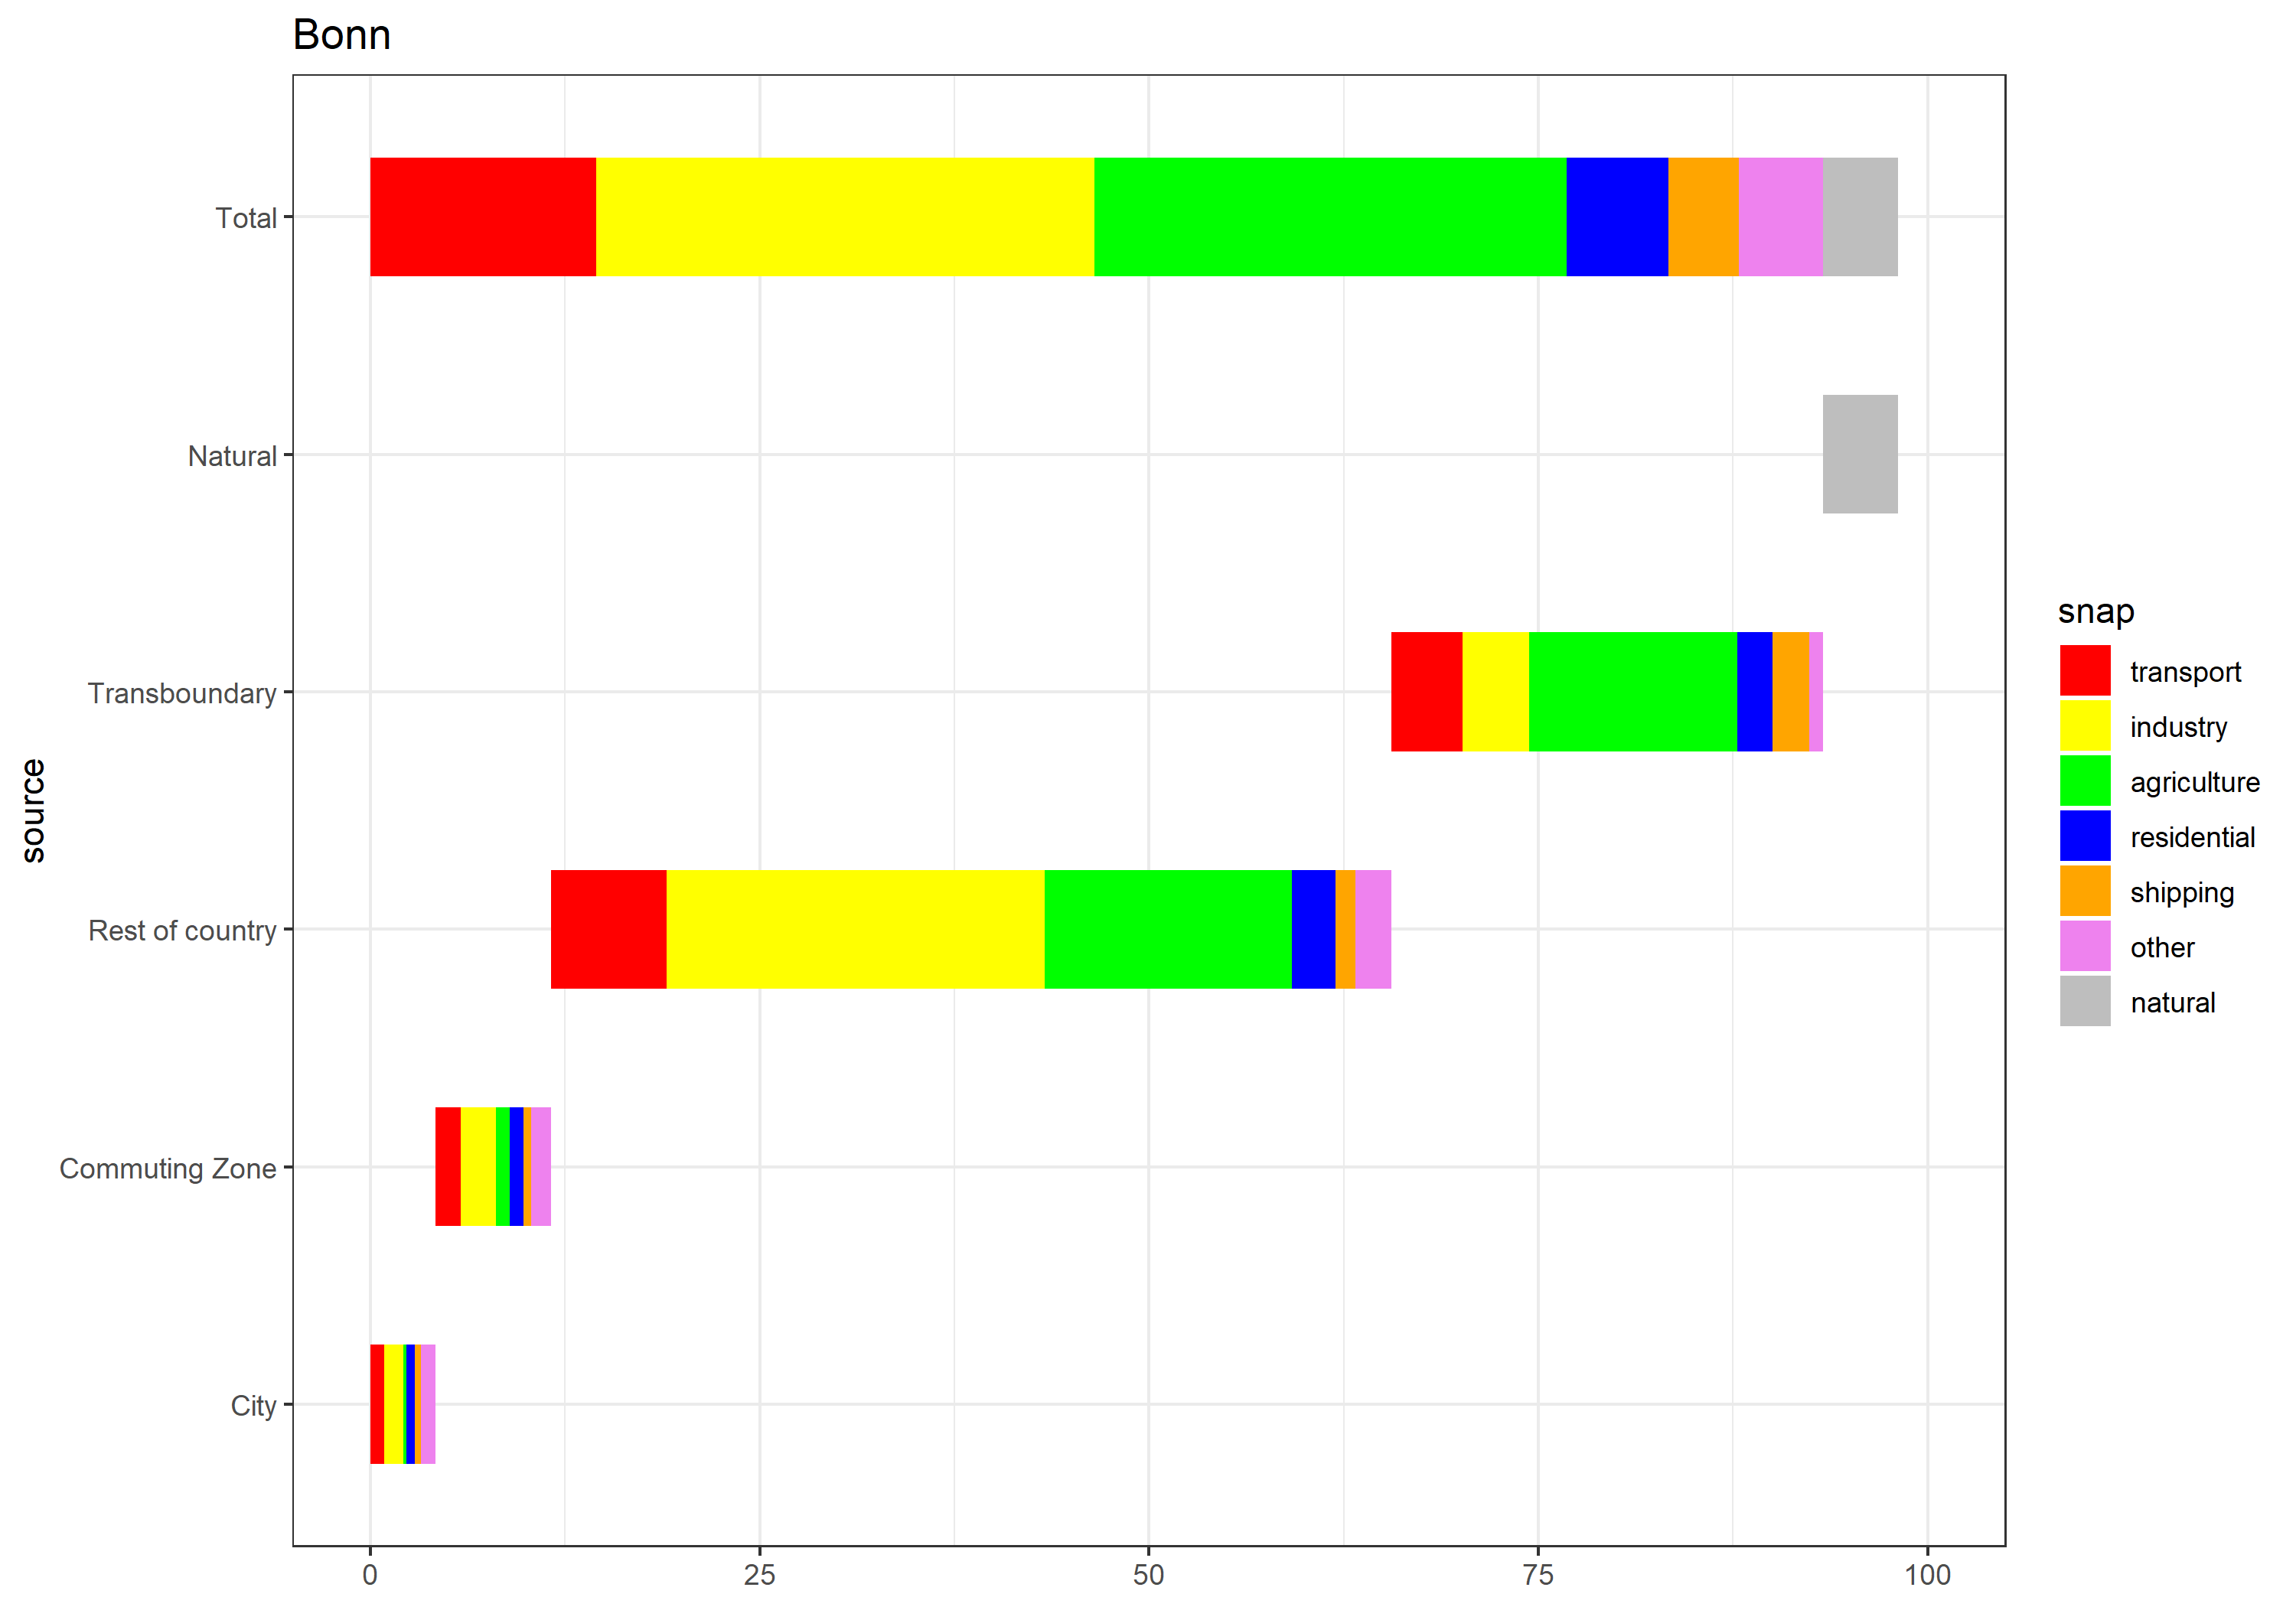 Bonn
Total
Natural
Transboundary
Rest of country
Commuting Zone
City
source
0 25 50 75 100
snap
transport
industry
agriculture
residential
shipping
other
natural